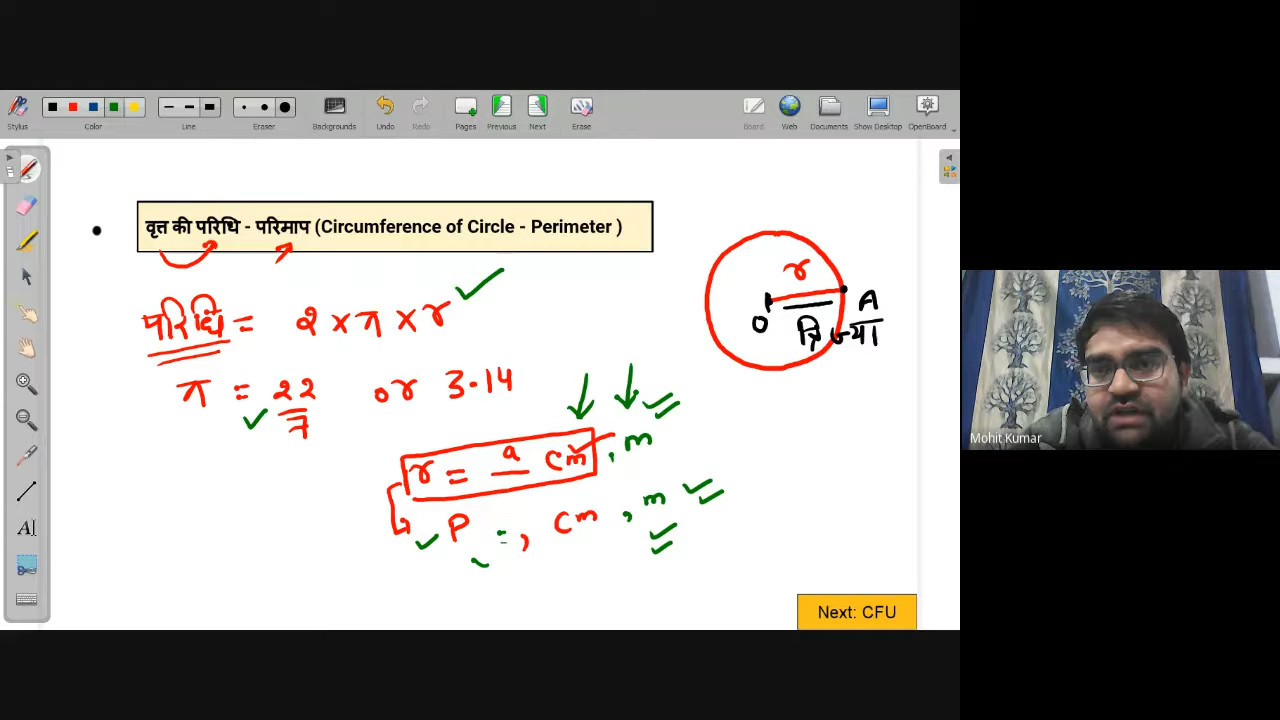 Stylus
Color
Line
Eraser
Backgrounds
Undo
Redo
Pages
Previous
Next
Erase
Board
Web
Documents
Show Desktop
OpenBoard
वृत्त की परिधि - परिमाप (Circumference of Circle - Perimeter )
परिधि = 2 × π × r
π = 22/7 or 3.14
r = a cm, m
P = , cm, m
r
O
A
त्रिज्या
Mohit Kumar
Next: CFU